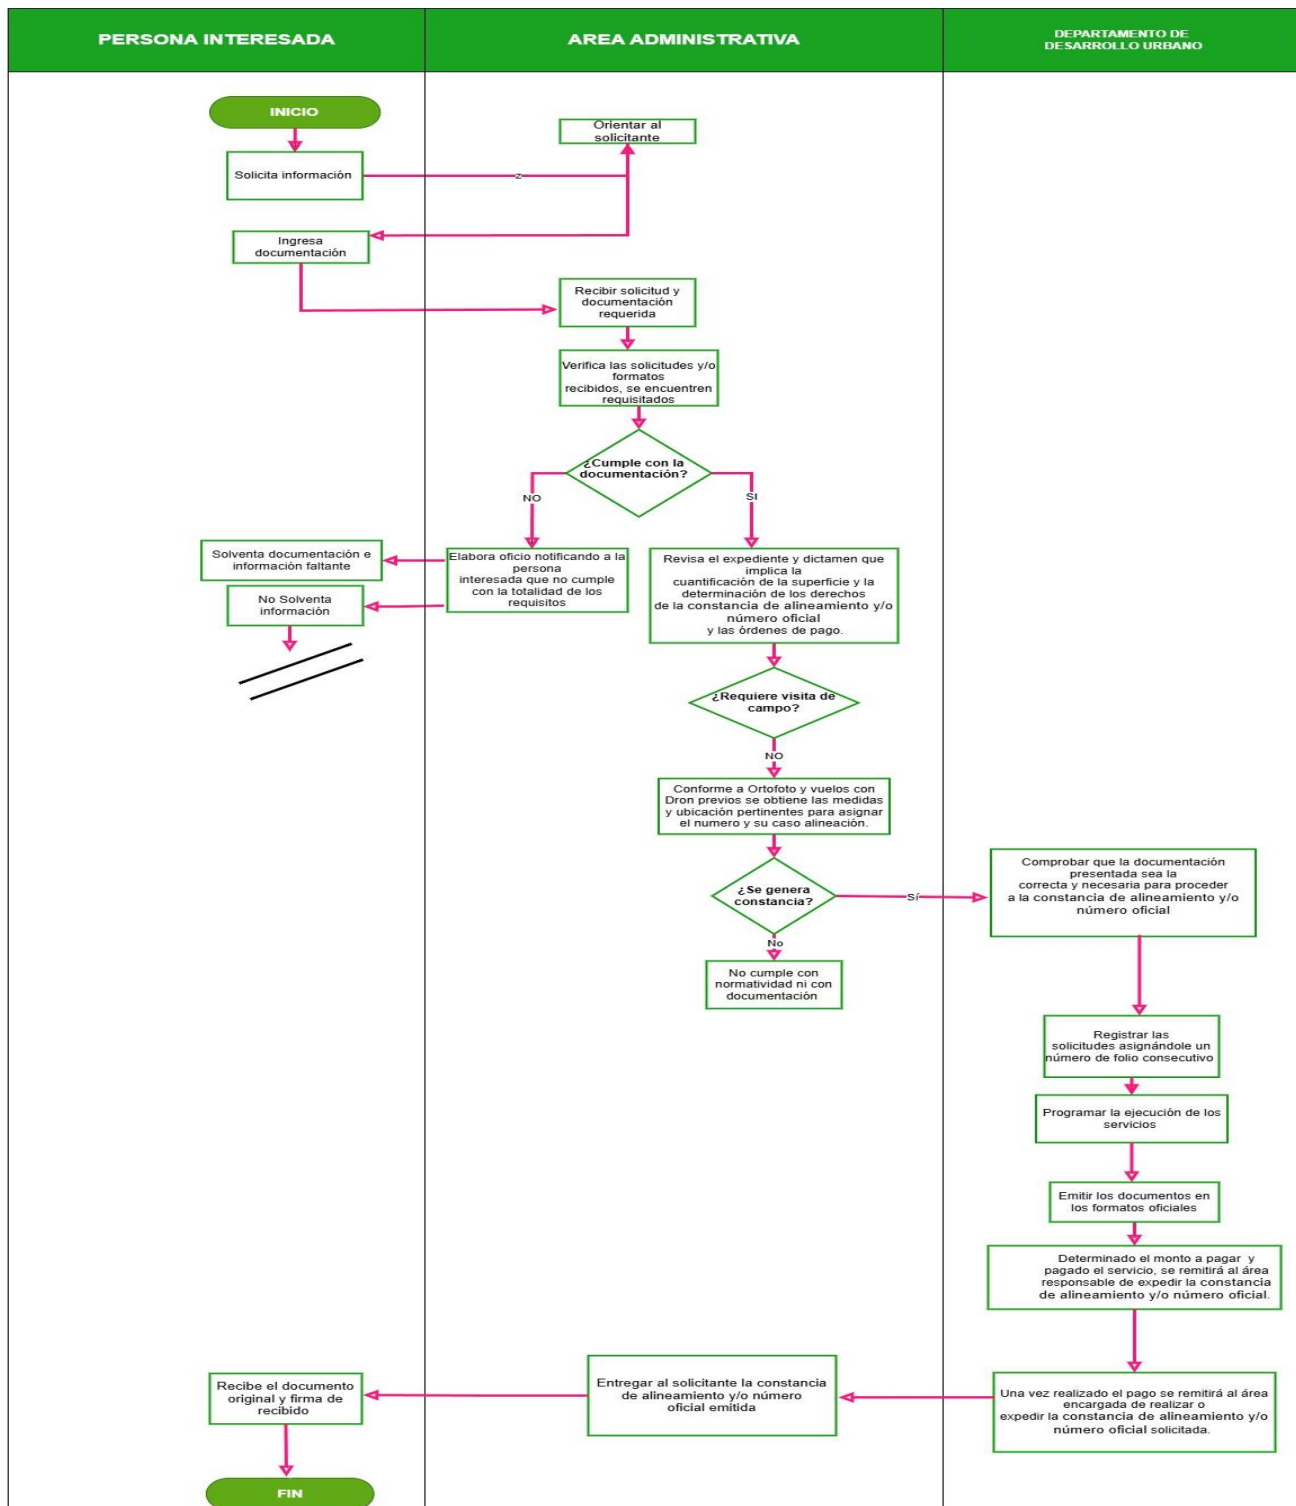 PERSONA INTERESADA
AREA ADMINISTRATIVA
DEPARTAMENTO DE
DESARROLLO URBANO
INICIO
Orientar al
solicitante
Solicita información
z
Ingresa
documentación
Recibir solicitud y
documentación
requerida
Verifica las solicitudes y/o
formatos
recibidos, se encuentren
requisitados
¿Cumple con la
documentación?
NO
SI
Solventa documentación e
información faltante
No Solventa
información
Elabora oficio notificando a la
persona
interesada que no cumple
con la totalidad de los
requisitos
Revisa el expediente y dictamen que
implica la
cuantificación de la superficie y la
determinación de los derechos
de la constancia de alineamiento y/o
número oficial
y las órdenes de pago.
¿Requiere visita de
campo?
NO
Conforme a Ortofoto y vuelos con
Dron previos se obtiene las medidas
y ubicación pertinentes para asignar
el numero y su caso alineación.
¿Se genera
constancia?
Sí
No
No cumple con
normatividad ni con
documentación
Comprobar que la documentación
presentada sea la
correcta y necesaria para proceder
a la constancia de alineamiento y/o
número oficial
Registrar las
solicitudes asignándole un
número de folio consecutivo
Programar la ejecución de los
servicios
Emitir los documentos en
los formatos oficiales
Determinado el monto a pagar y
pagado el servicio, se remitirá al área
responsable de expedir la constancia
de alineamiento y/o número oficial.
Una vez realizado el pago se remitirá al área
encargada de realizar o
expedir la constancia de alineamiento y/o
número oficial solicitada.
Entregar al solicitante la constancia
de alineamiento y/o número
oficial emitida
Recibe el documento
original y firma de
recibido
FIN